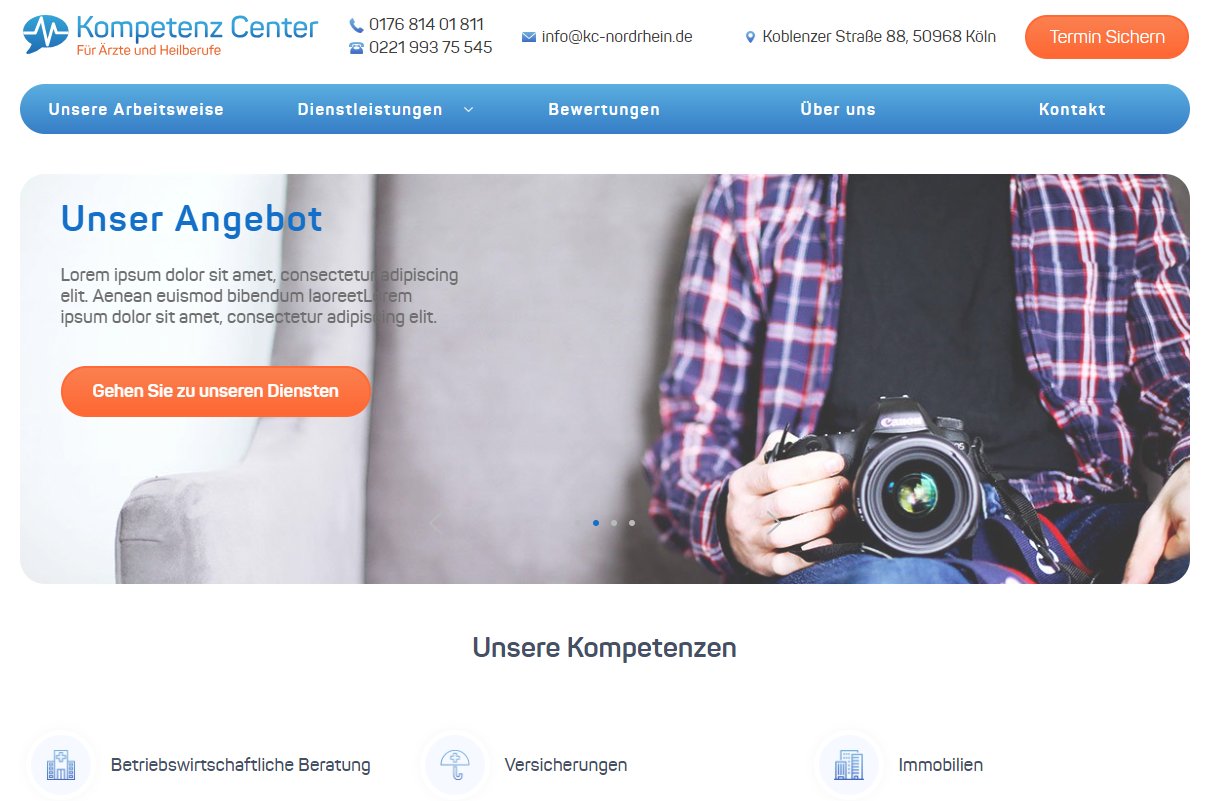 Kompetenz Center
Für Ärzte und Heilberufe
0176 814 01 811
0221 993 75 545
info@kc-nordrhein.de
Koblenzer Straße 88, 50968 Köln
Termin Sichern
Unsere Arbeitsweise
Dienstleistungen
Bewertungen
Über uns
Kontakt
Unser Angebot
Lorem ipsum dolor sit amet, consectetur adipiscing
elit. Aenean euismod bibendum laoreetLorem
ipsum dolor sit amet, consectetur adipiscing elit.
Gehen Sie zu unseren Diensten
Canon
Unsere Kompetenzen
Betriebswirtschaftliche Beratung
Versicherungen
Immobilien